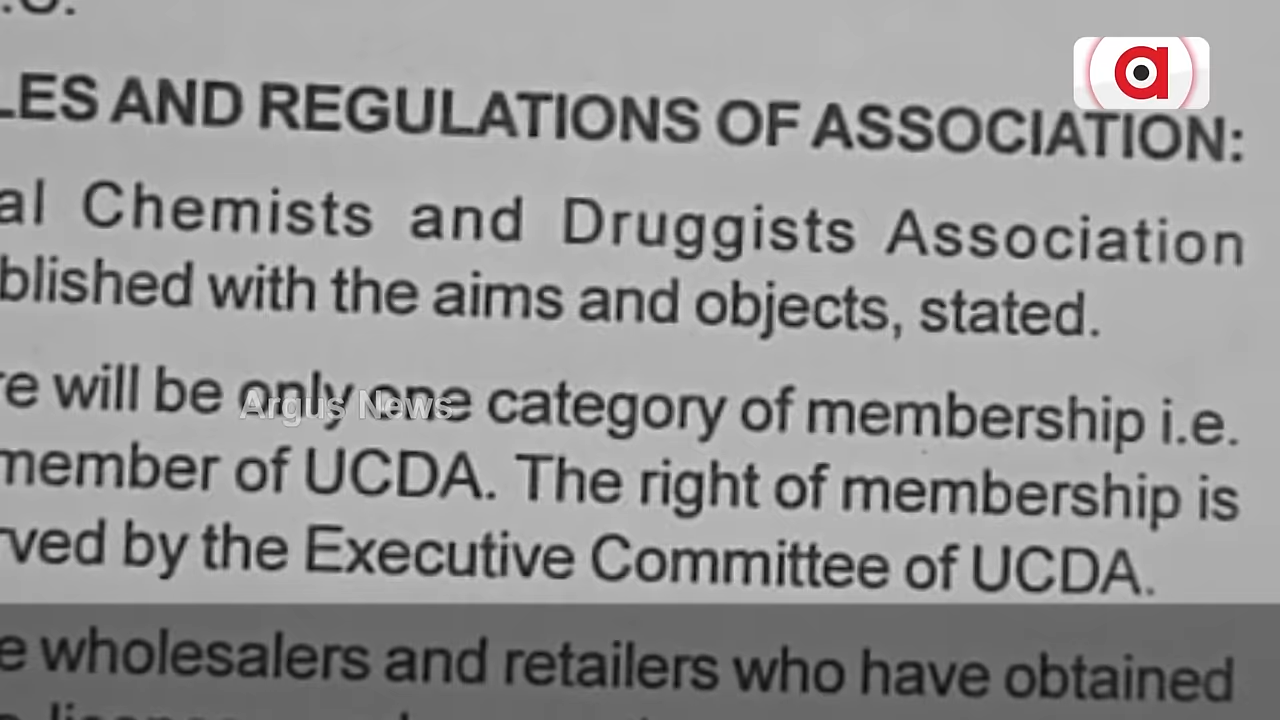 LES AND REGULATIONS OF ASSOCIATION:
al Chemists and Druggists Association
blished with the aims and objects, stated.
re will be only one category of membership i.e.
member of UCDA. The right of membership is
rved by the Executive Committee of UCDA.
e wholesalers and retailers who have obtained
Argus News
a